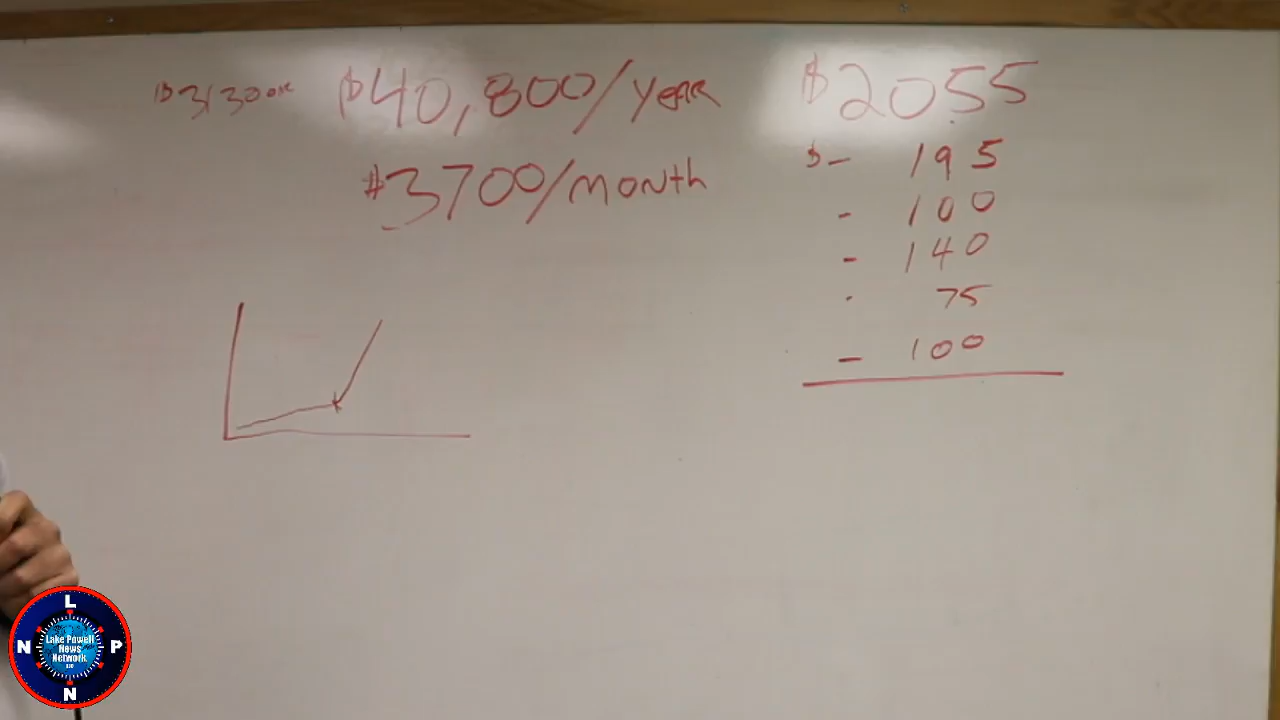 $40,800/year
$3700/month
$2055
$- 195
- 100
- 140
- 75
- 100
L
N P
N
Lake Powell
News
Network